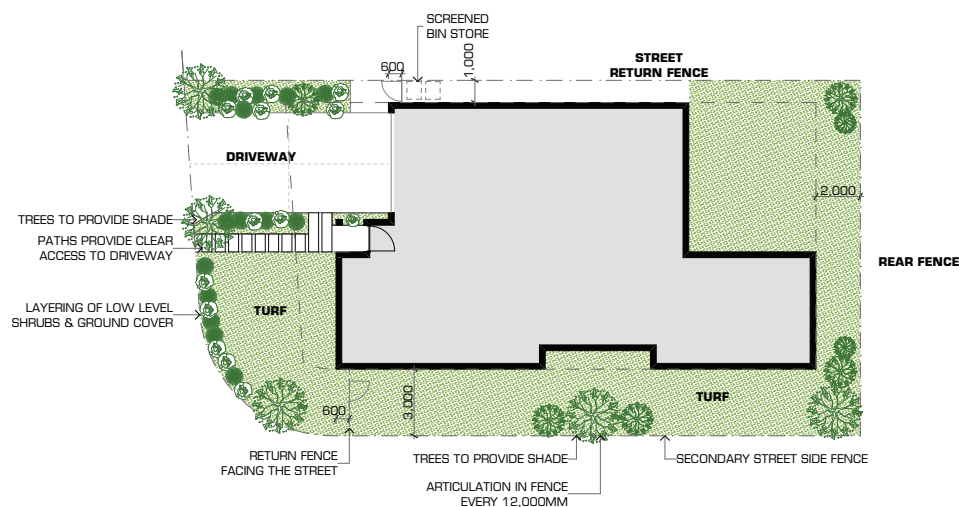 SCREENED
BIN STORE
600
1,000
STREET
RETURN FENCE
DRIVEWAY
2,000
TREES TO PROVIDE SHADE
PATHS PROVIDE CLEAR
ACCESS TO DRIVEWAY
REAR FENCE
LAYERING OF LOW LEVEL
SHRUBS & GROUND COVER
TURF
TURF
600
3,000
RETURN FENCE
FACING THE STREET
TREES TO PROVIDE SHADE
SECONDARY STREET SIDE FENCE
ARTICULATION IN FENCE
EVERY 12,000MM